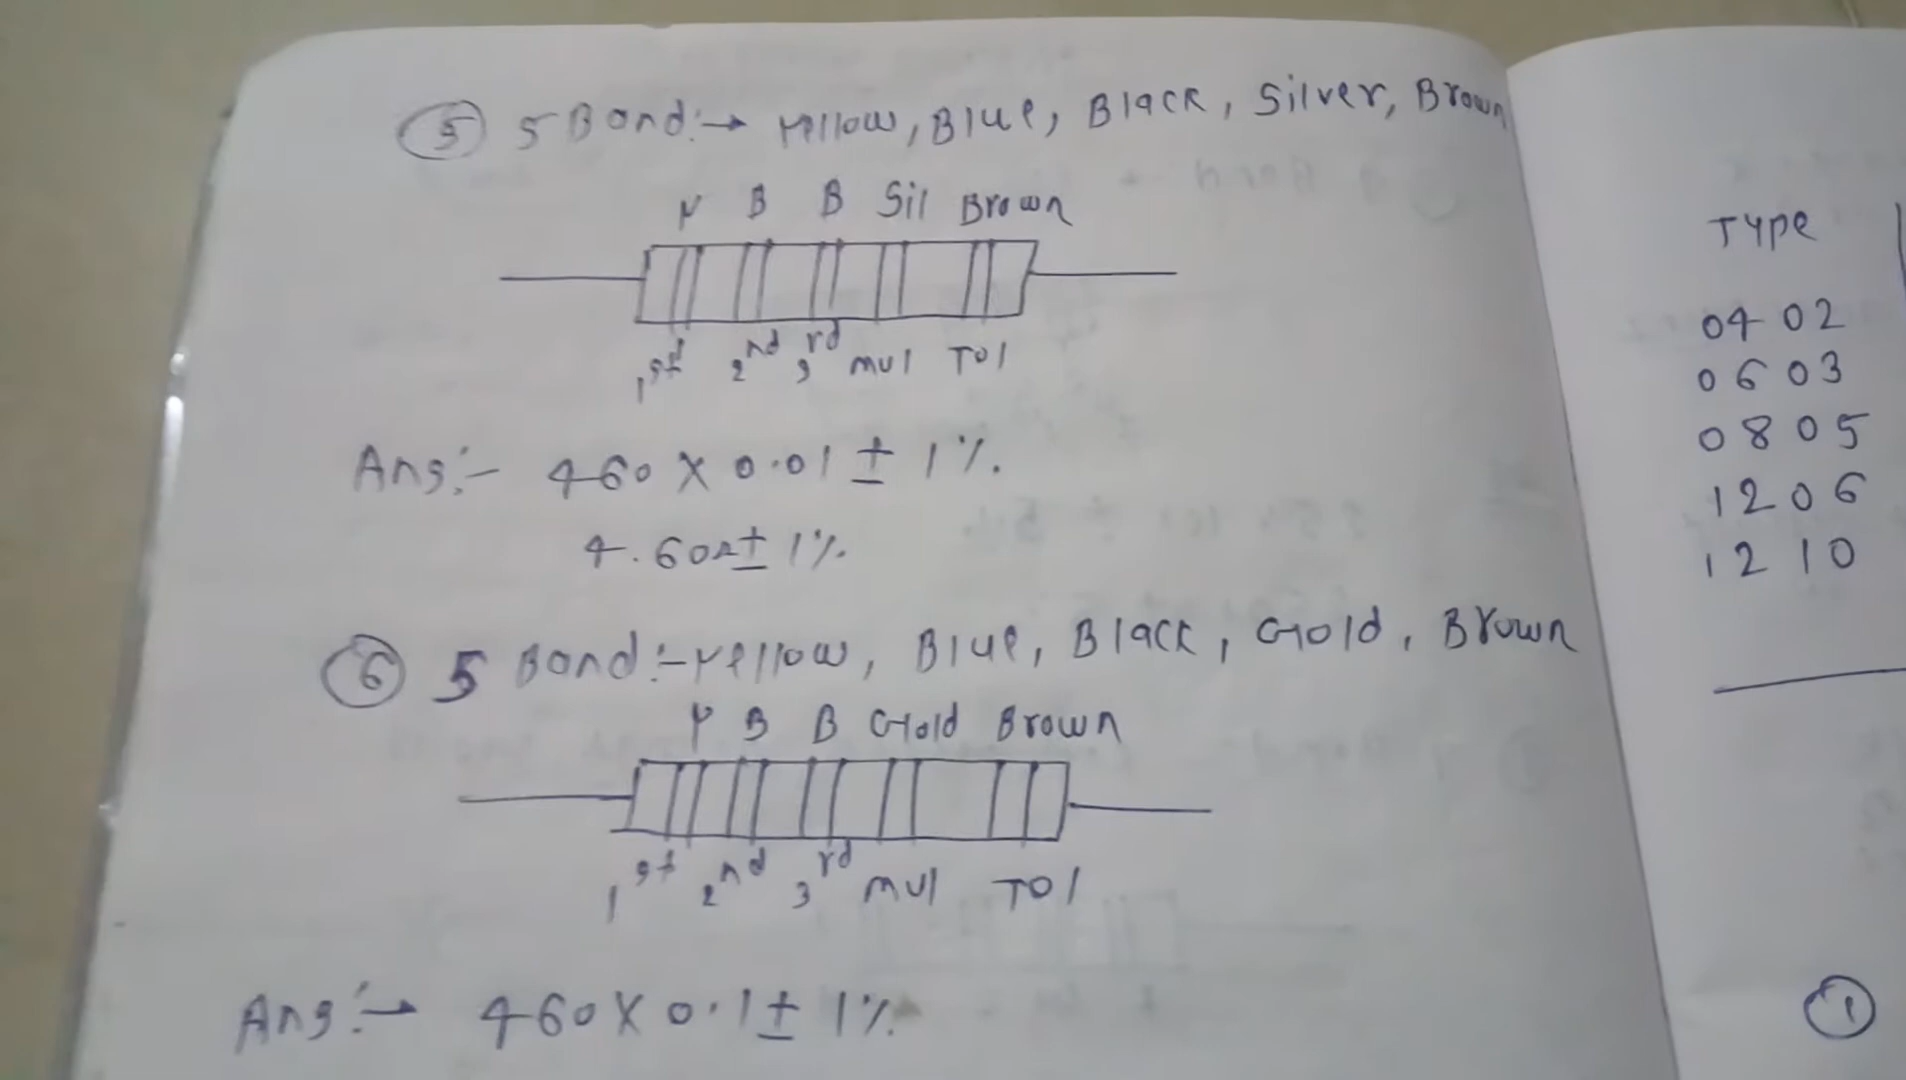 5 5 Bond:→ Yellow, Blue, Black, Silver, Brown
Y B B Sil Brown
1st 2nd 3rd mul Tol
Ans:- 460 X 0.01 ± 1%.
4.60Ω ± 1%.
6 5 Bond:- Yellow, Blue, Black, Gold, Brown
Y B B Gold Brown
1st 2nd 3rd mul Tol
Ans:→ 460 X 0.1 ± 1%.
Type
0402
0603
0805
1206
1210
1